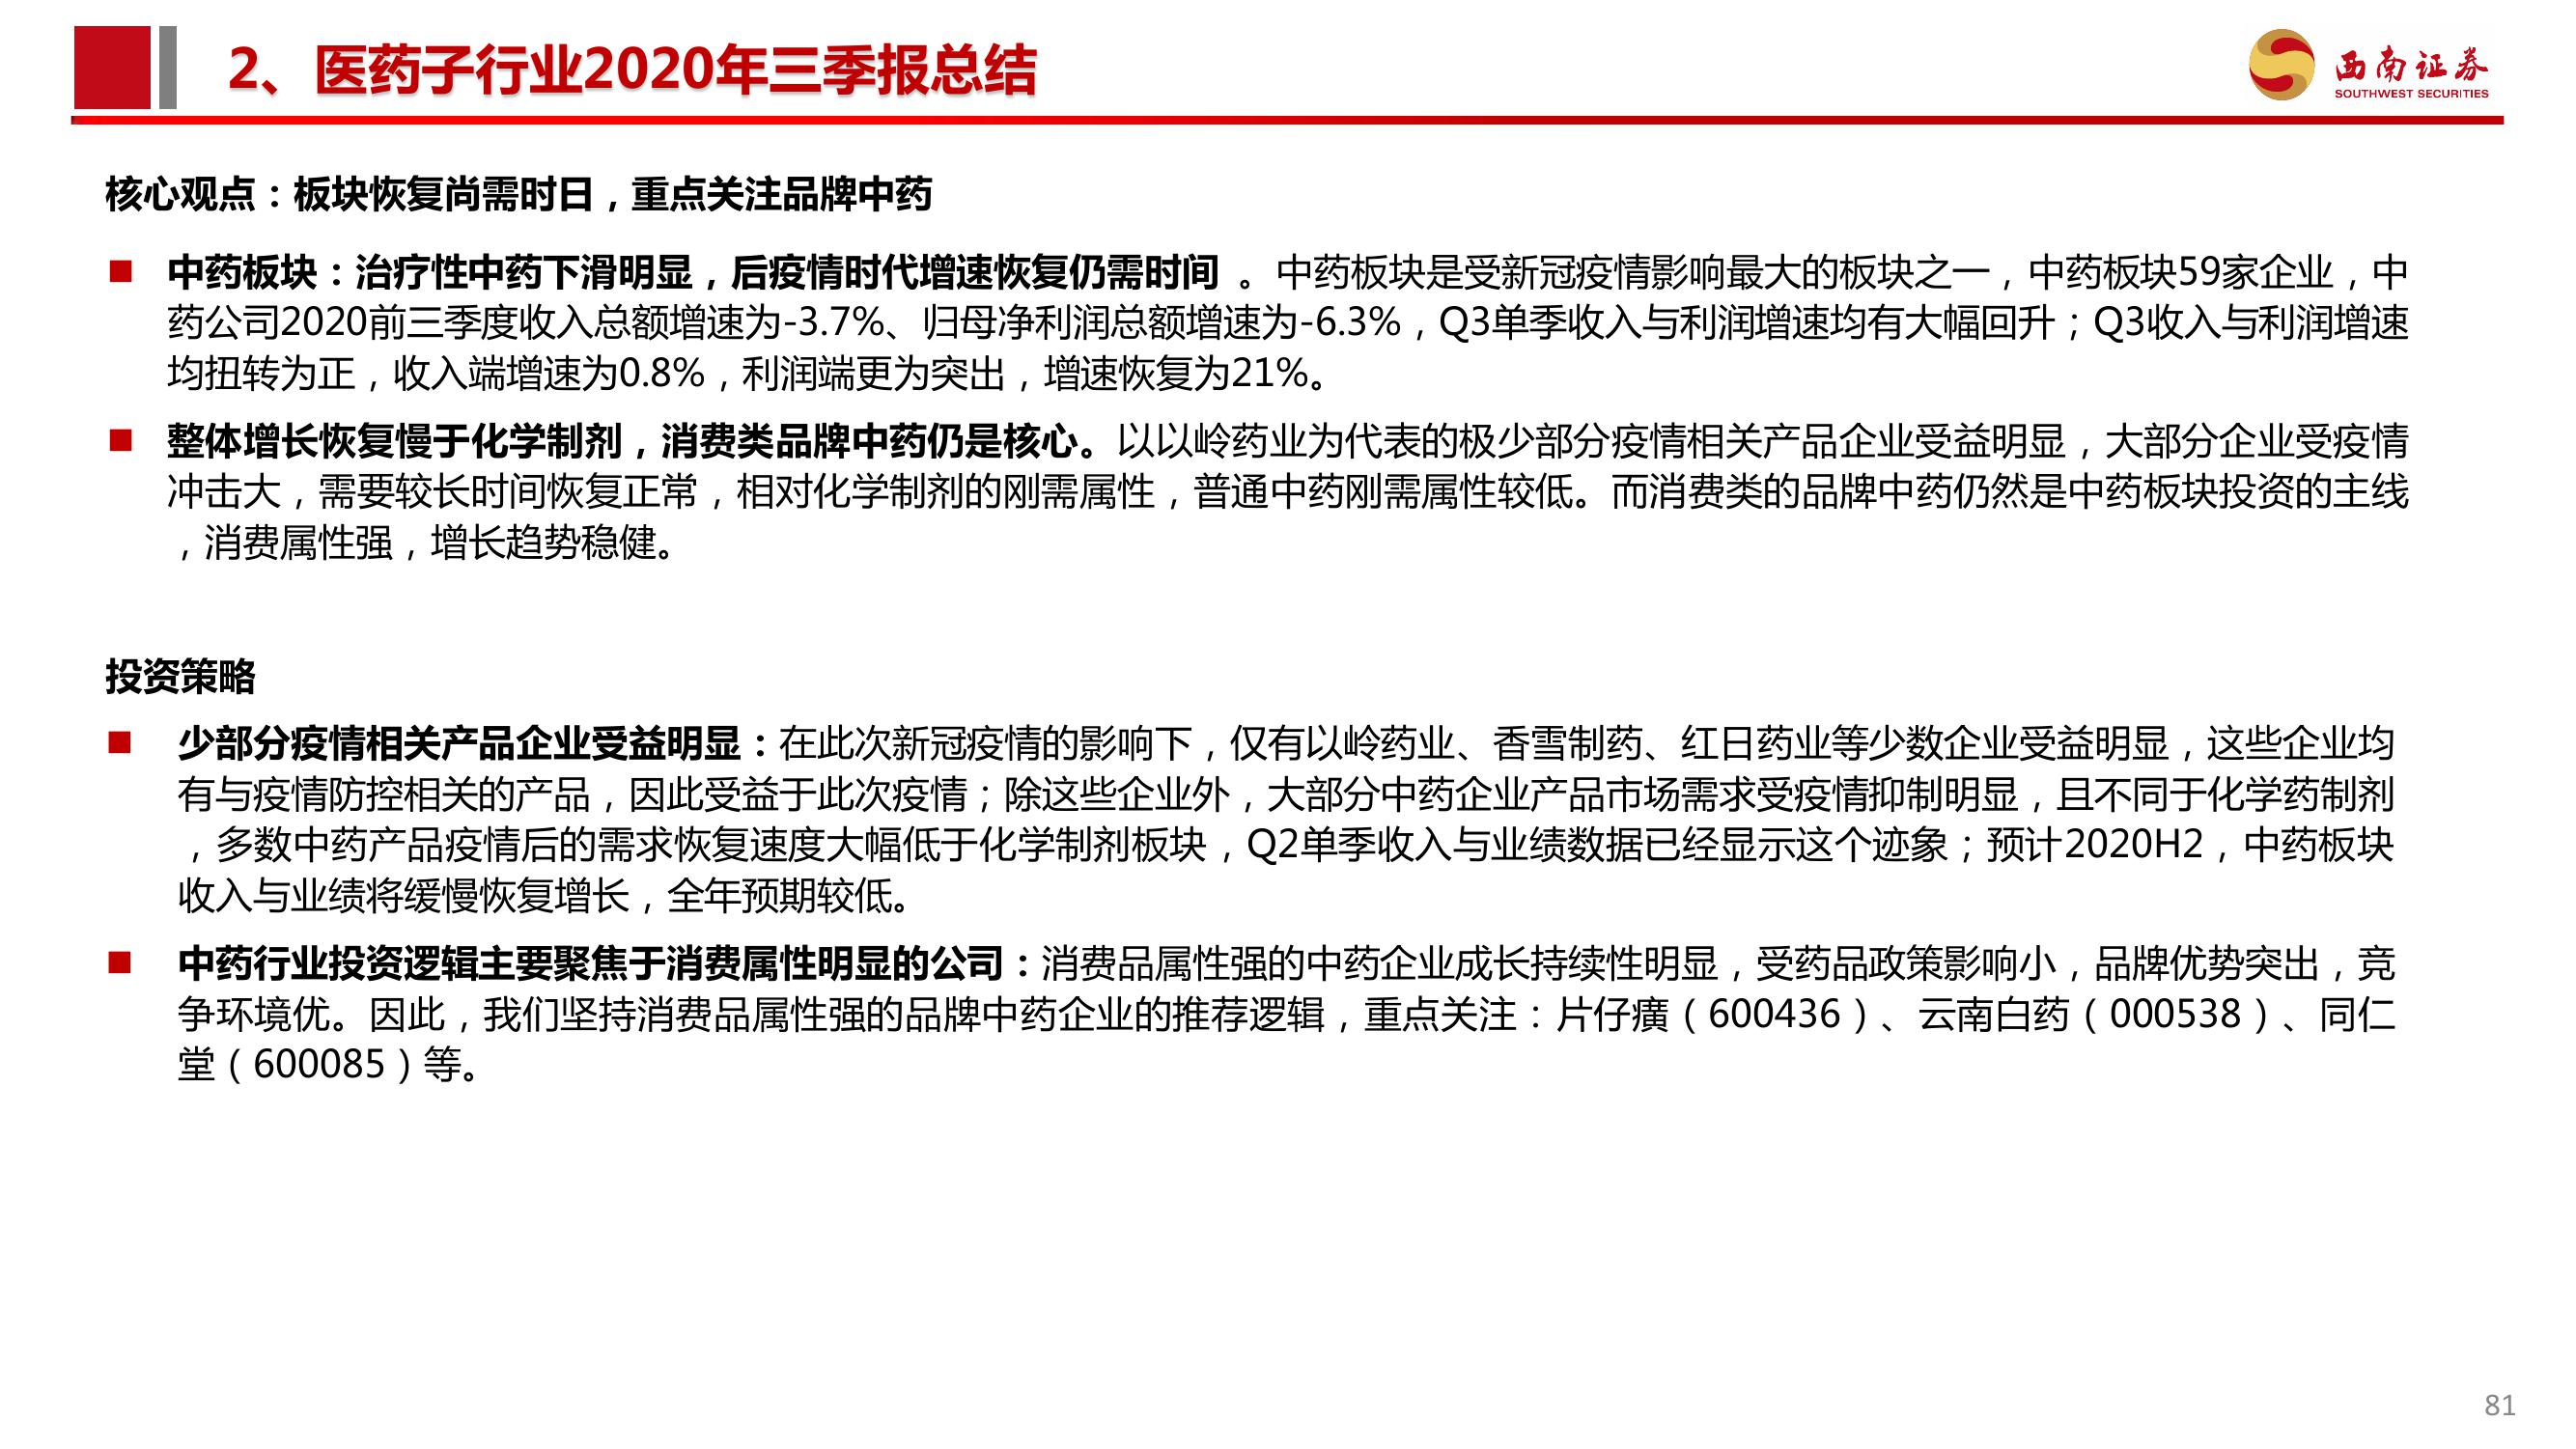 2、医药子行业2020年三季报总结
西南证券
SOUTHWEST SECURITIES
核心观点：板块恢复尚需时日，重点关注品牌中药
■ 中药板块：治疗性中药下滑明显，后疫情时代增速恢复仍需时间 。中药板块是受新冠疫情影响最大的板块之一，中药板块59家企业，中
药公司2020前三季度收入总额增速为-3.7%、归母净利润总额增速为-6.3%，Q3单季收入与利润增速均有大幅回升；Q3收入与利润增速
均扭转为正，收入端增速为0.8%，利润端更为突出，增速恢复为21%。
■ 整体增长恢复慢于化学制剂，消费类品牌中药仍是核心。以以岭药业为代表的极少部分疫情相关产品企业受益明显，大部分企业受疫情
冲击大，需要较长时间恢复正常，相对化学制剂的刚需属性，普通中药刚需属性较低。而消费类的品牌中药仍然是中药板块投资的主线
，消费属性强，增长趋势稳健。
投资策略
■ 少部分疫情相关产品企业受益明显：在此次新冠疫情的影响下，仅有以岭药业、香雪制药、红日药业等少数企业受益明显，这些企业均
有与疫情防控相关的产品，因此受益于此次疫情；除这些企业外，大部分中药企业产品市场需求受疫情抑制明显，且不同于化学药制剂
，多数中药产品疫情后的需求恢复速度大幅低于化学制剂板块，Q2单季收入与业绩数据已经显示这个迹象；预计2020H2，中药板块
收入与业绩将缓慢恢复增长，全年预期较低。
■ 中药行业投资逻辑主要聚焦于消费属性明显的公司：消费品属性强的中药企业成长持续性明显，受药品政策影响小，品牌优势突出，竞
争环境优。因此，我们坚持消费品属性强的品牌中药企业的推荐逻辑，重点关注：片仔癀（600436）、云南白药（000538）、同仁
堂（600085）等。
81